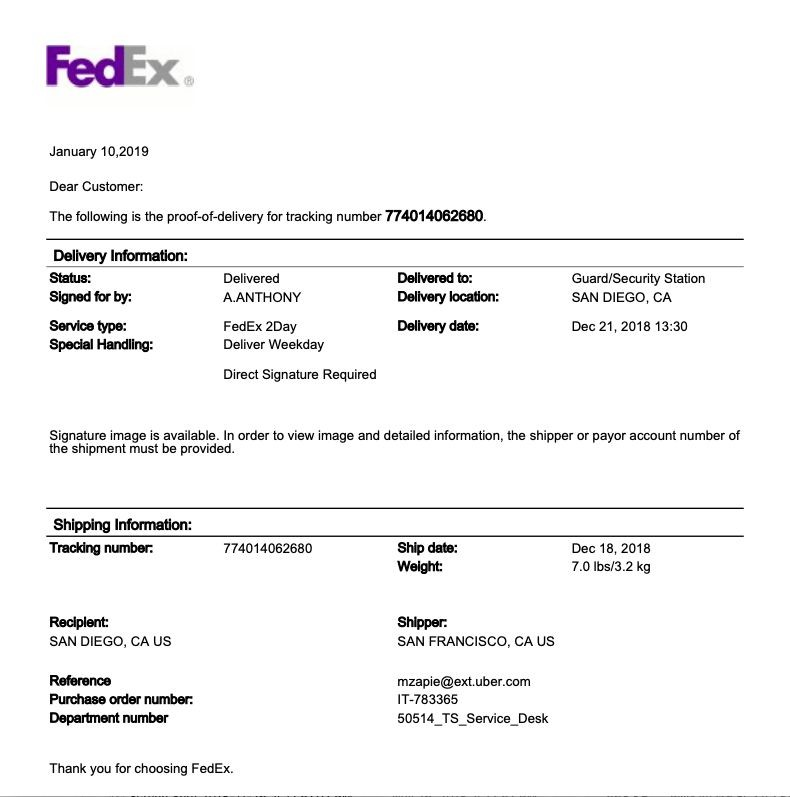 FedEx®
January 10,2019
Dear Customer:
The following is the proof-of-delivery for tracking number 774014062680.
Delivery Information:
Status: Delivered Delivered to: Guard/Security Station
Signed for by: A.ANTHONY Delivery location: SAN DIEGO, CA
Service type: FedEx 2Day Delivery date: Dec 21, 2018 13:30
Special Handling: Deliver Weekday
Direct Signature Required
Signature image is available. In order to view image and detailed information, the shipper or payor account number of
the shipment must be provided.
Shipping Information:
Tracking number: 774014062680 Ship date: Dec 18, 2018
Weight: 7.0 lbs/3.2 kg
Recipient: Shipper:
SAN DIEGO, CA US SAN FRANCISCO, CA US
Reference mzapie@ext.uber.com
Purchase order number: IT-783365
Department number 50514_TS_Service_Desk
Thank you for choosing FedEx.